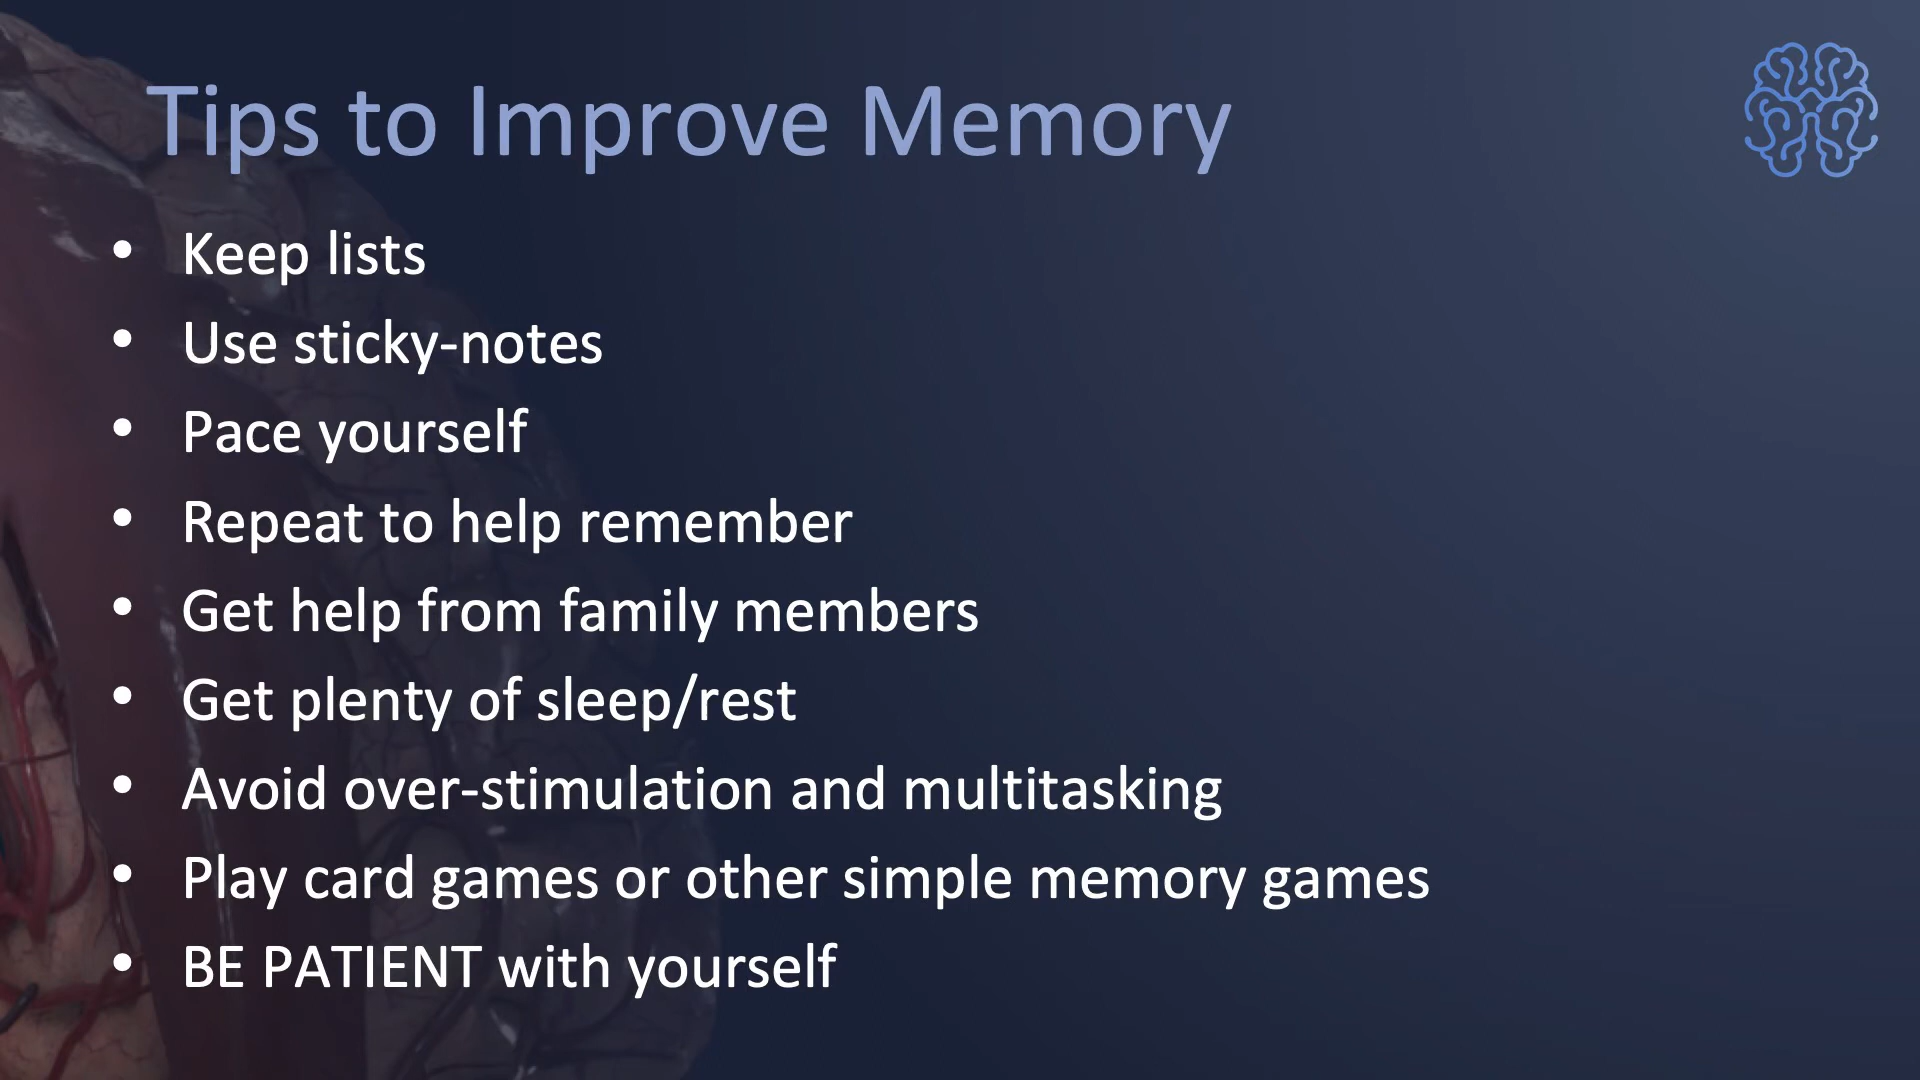 Tips to Improve Memory
• Keep lists
• Use sticky-notes
• Pace yourself
• Repeat to help remember
• Get help from family members
• Get plenty of sleep/rest
• Avoid over-stimulation and multitasking
• Play card games or other simple memory games
• BE PATIENT with yourself